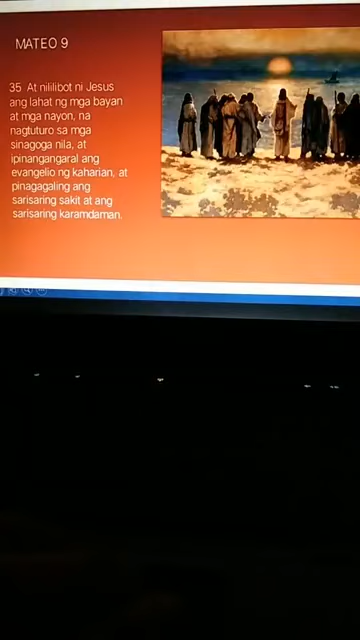 MATEO 9
35 At nililibot ni Jesus
ang lahat ng mga bayan
at mga nayon, na
nagtuturo sa mga
sinagoga nila, at
ipinangangaral ang
evangelio ng kaharian, at
pinagagaling ang
sarisaring sakit at ang
sarisaring karamdaman.